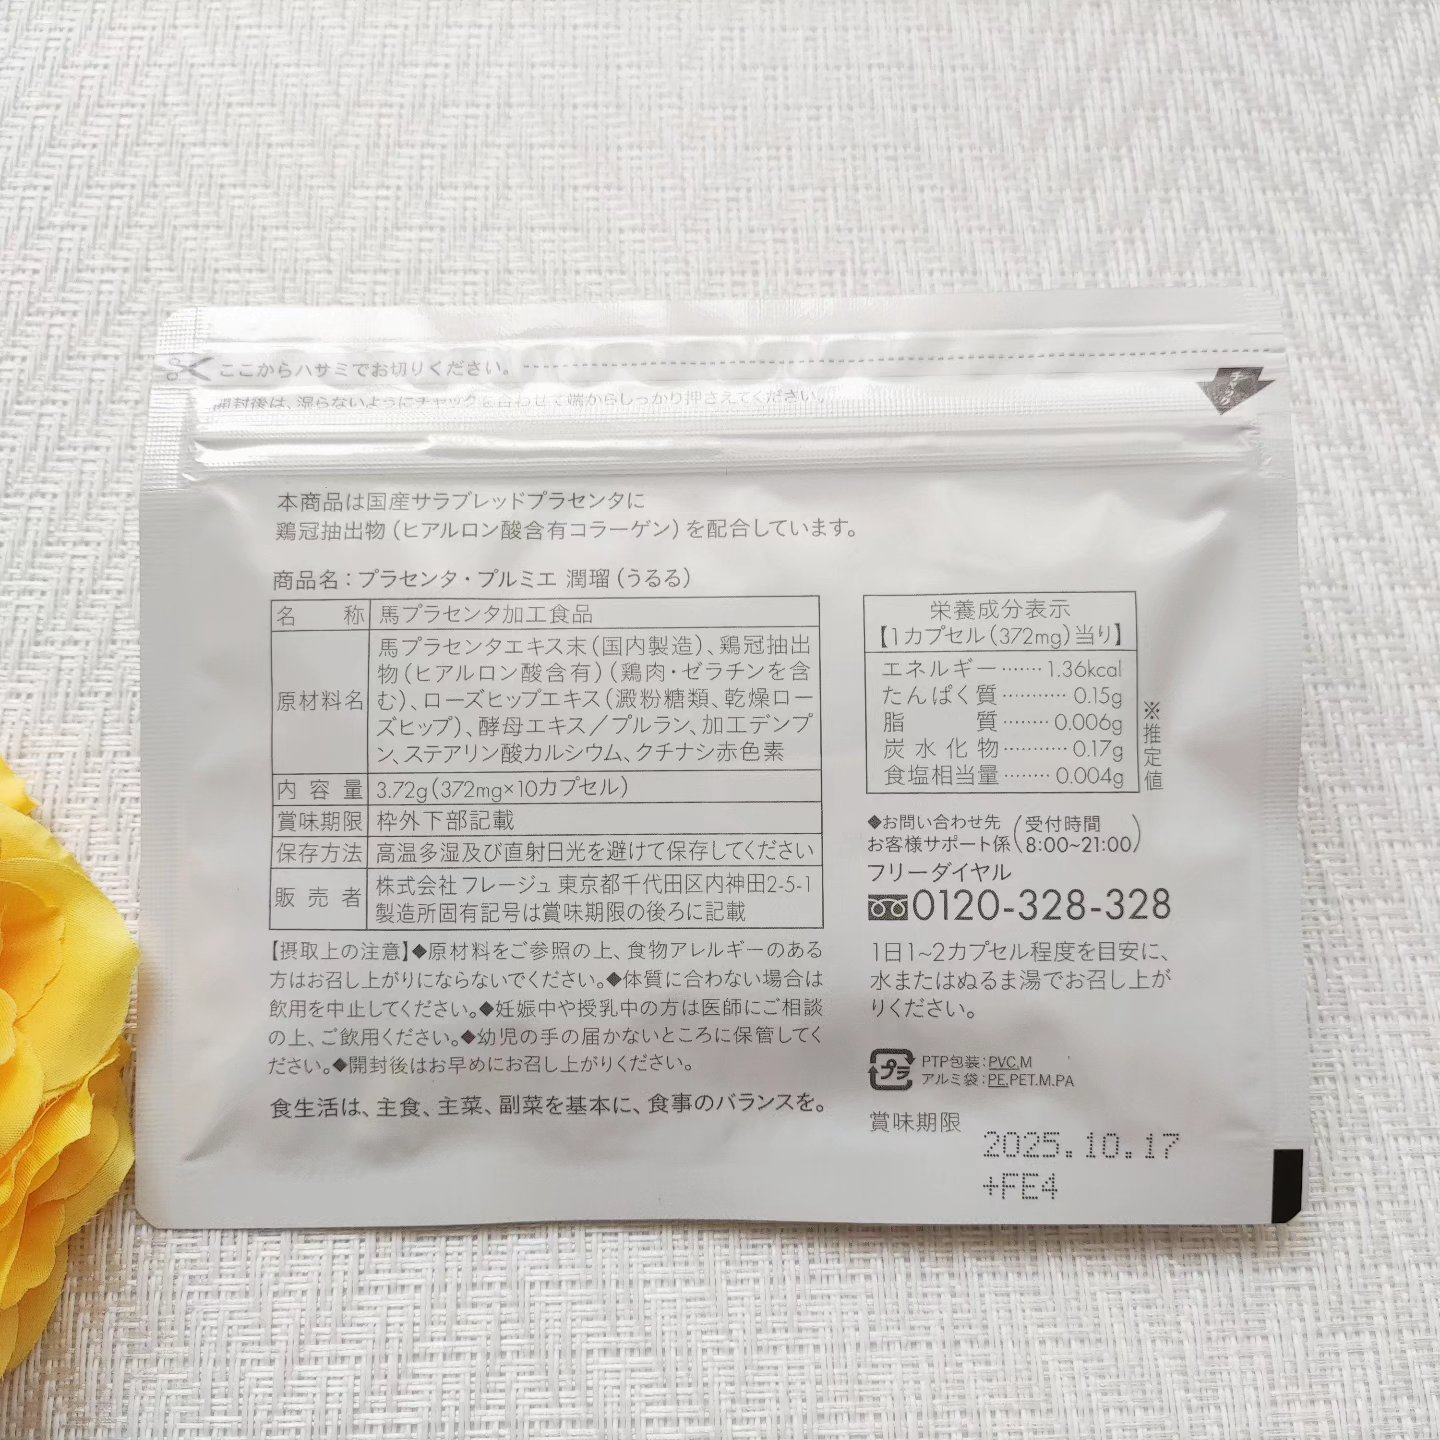 ここからハサミでお切りください。
開封後は、湿らないようにチャックを合わせて端からしっかり押さえてください。
チャック
本商品は国産サラブレッドプラセンタに
鶏冠抽出物(ヒアルロン酸含有コラーゲン)を配合しています。
商品名:プラセンタ・プルミエ 潤瑠(うるる)
名称 馬プラセンタ加工食品
原材料名 馬プラセンタエキス末(国内製造)、鶏冠抽出
物(ヒアルロン酸含有)(鶏肉・ゼラチンを含
む)、ローズヒップエキス(澱粉糖類、乾燥ロー
ズヒップ)、酵母エキス/プルラン、加工デンプ
ン、ステアリン酸カルシウム、クチナシ赤色素
内容量 3.72g(372mg×10カプセル)
賞味期限 枠外下部記載
保存方法 高温多湿及び直射日光を避けて保存してください
販売者 株式会社フレージュ 東京都千代田区内神田2-5-1
製造所固有記号は賞味期限の後ろに記載
【摂取上の注意】◆原材料をご参照の上、食物アレルギーのある
方はお召し上がりにならないでください。◆体質に合わない場合は
飲用を中止してください。◆妊娠中や授乳中の方は医師にご相談
の上、ご飲用ください。◆幼児の手の届かないところに保管してく
ださい。◆開封後はお早めにお召し上がりください。
食生活は、主食、主菜、副菜を基本に、食事のバランスを。
栄養成分表示
【1カプセル(372mg)当り】
エネルギー……1.36kcal
たんぱく質………0.15g
脂質……0.006g
炭水化物………0.17g
食塩相当量……0.004g
※推定値
◆お問い合わせ先
お客様サポート係(受付時間 8:00~21:00)
フリーダイヤル
0120-328-328
1日1~2カプセル程度を目安に、
水またはぬるま湯でお召し上が
りください。
プラ
PTP包装:PVC.M
アルミ袋:PE.PET.M.PA
賞味期限
2025.10.17
+FE4